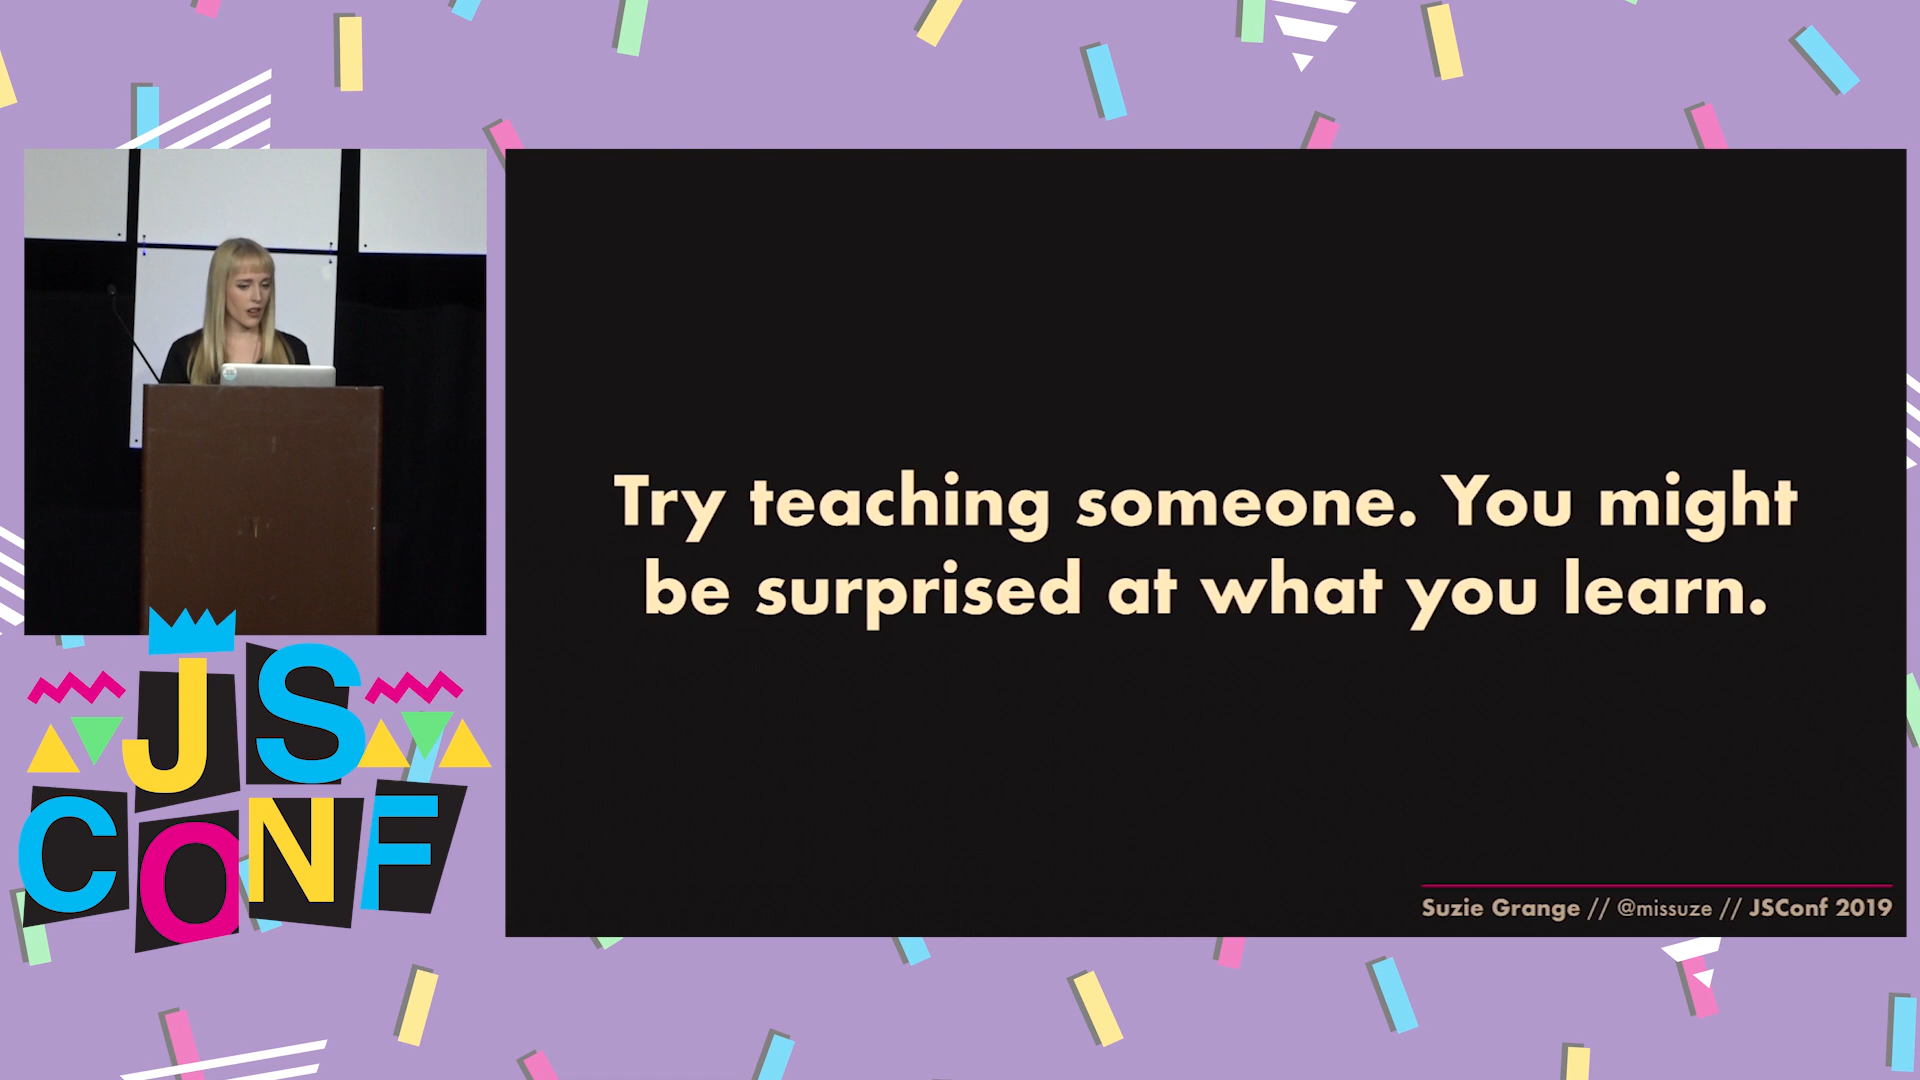 Try teaching someone. You might
be surprised at what you learn.
Suzie Grange // @missuze // JSConf 2019
JS
CONF